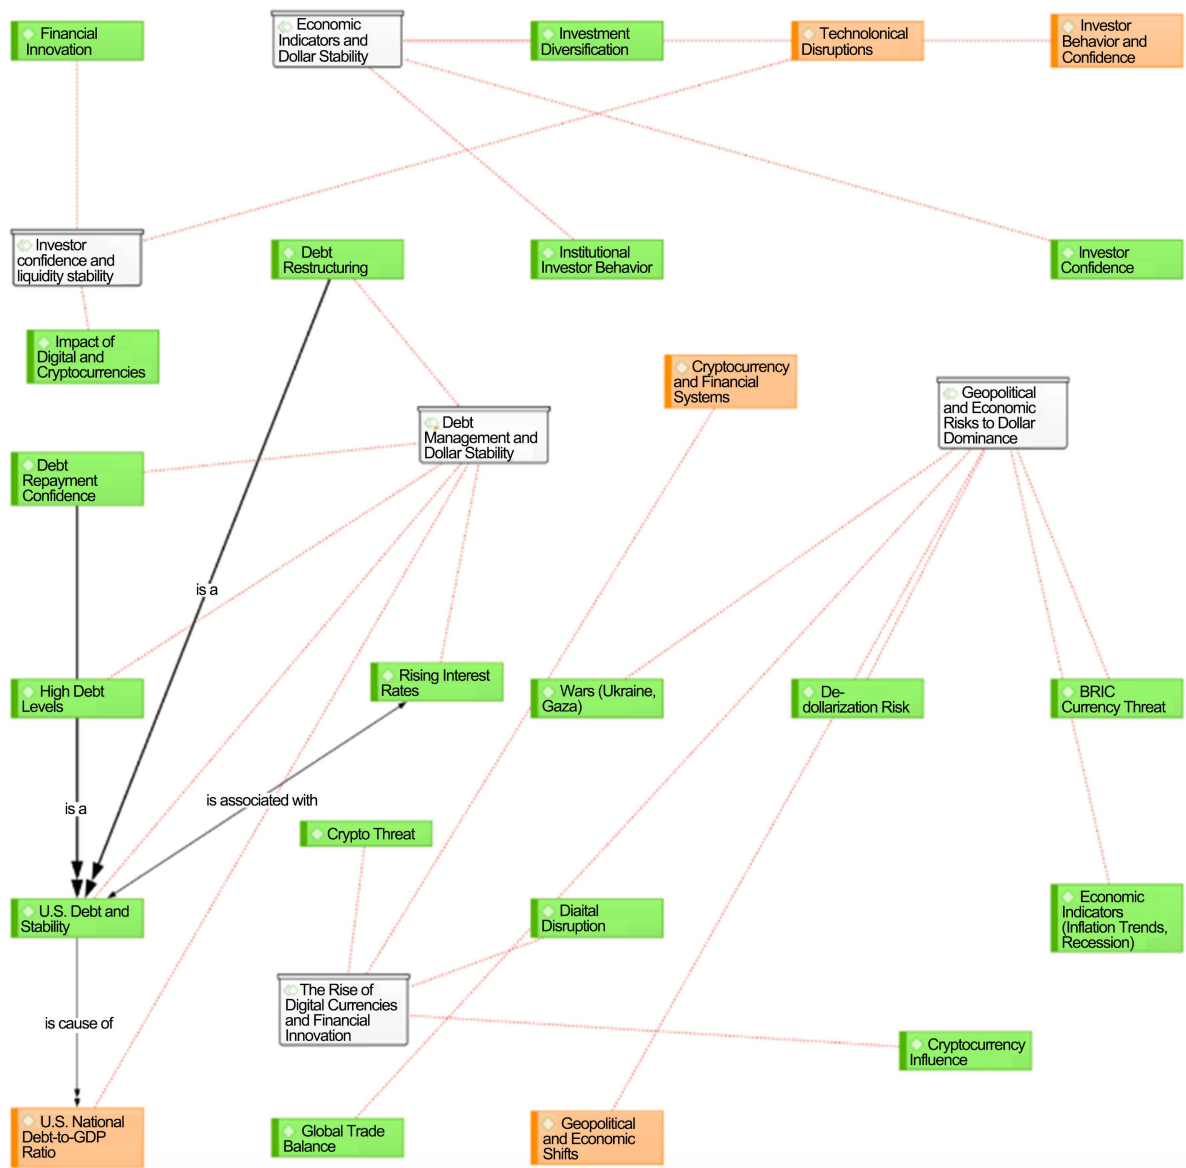 Financial
Innovation
Economic
Indicators and
Dollar Stability
Investment
Diversification
Technolonical
Disruptions
Investor
Behavior and
Confidence
Investor
confidence and
liquidity stability
Debt
Restructuring
Institutional
Investor Behavior
Investor
Confidence
Impact of
Digital and
Cryptocurrencies
Cryptocurrency
and Financial
Systems
Geopolitical
and Economic
Risks to Dollar
Dominance
Debt
Management and
Dollar Stability
Debt
Repayment
Confidence
is a
High Debt
Levels
Rising Interest
Rates
Wars (Ukraine,
Gaza)
De-
dollarization Risk
BRIC
Currency Threat
is a
is associated with
Crypto Threat
U.S. Debt and
Stability
Diaital
Disruption
Economic
Indicators
(Inflation Trends,
Recession)
The Rise of
Digital Currencies
and Financial
Innovation
is cause of
Cryptocurrency
Influence
U.S. National
Debt-to-GDP
Ratio
Global Trade
Balance
Geopolitical
and Economic
Shifts